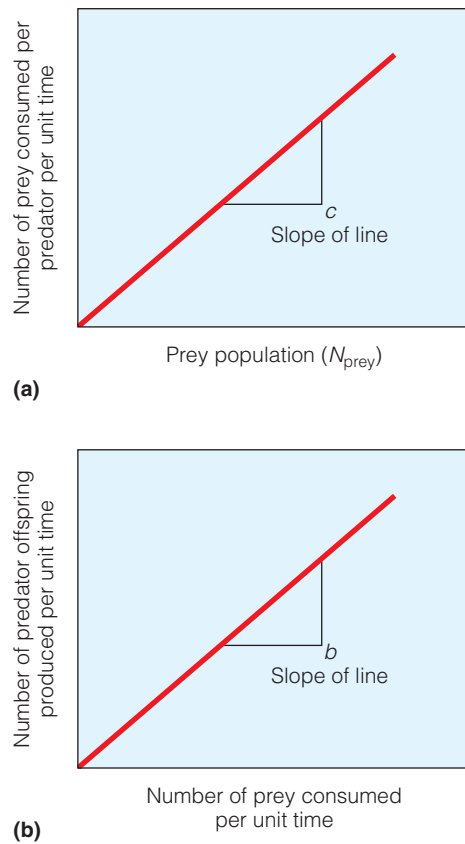 Number of prey consumed per
predator per unit time
c
Slope of line
Prey population (Nprey)
(a)
Number of predator offspring
produced per unit time
b
Slope of line
Number of prey consumed
per unit time
(b)